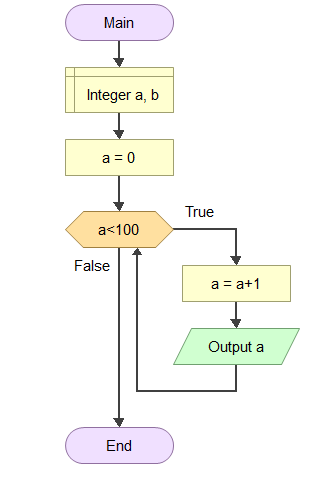 Main
Integer a, b
a = 0
a<100
True
False
a = a+1
Output a
End